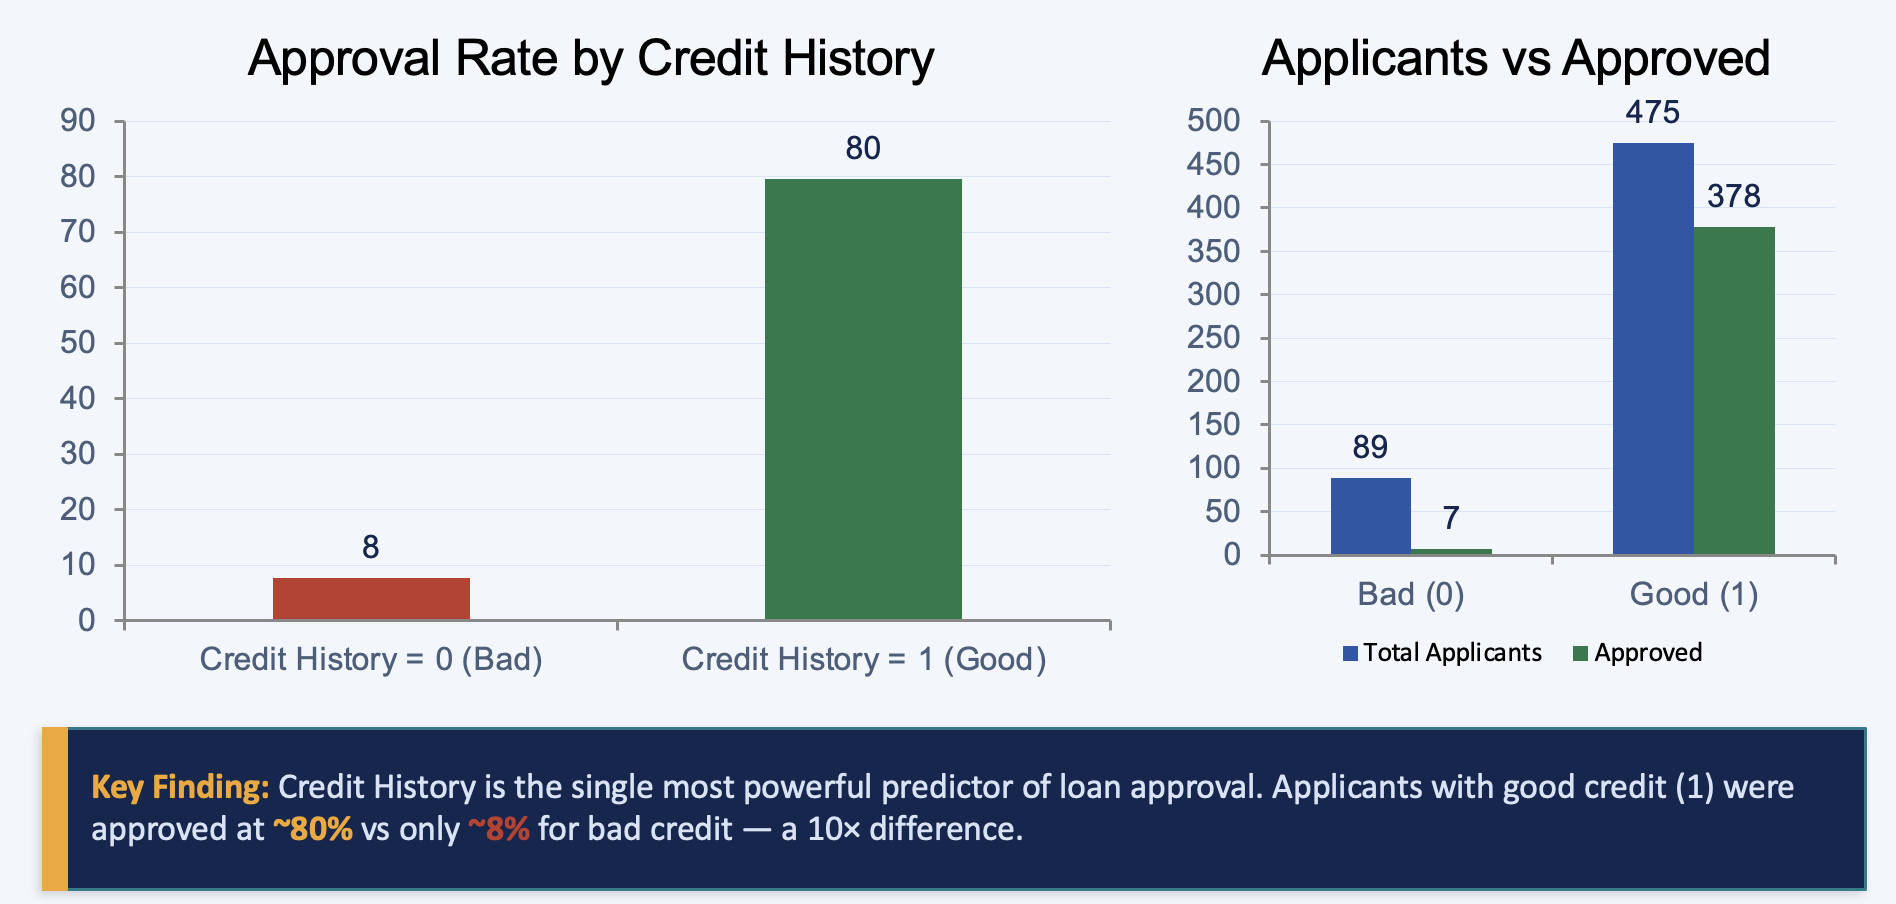 Approval Rate by Credit History
90
80
70
60
50
40
30
20
10
0
8
80
Credit History = 0 (Bad)
Credit History = 1 (Good)
Applicants vs Approved
500
450
400
350
300
250
200
150
100
50
0
89
7
475
378
Bad (0)
Good (1)
Total Applicants
Approved
Key Finding: Credit History is the single most powerful predictor of loan approval. Applicants with good credit (1) were
approved at ~80% vs only ~8% for bad credit — a 10× difference.